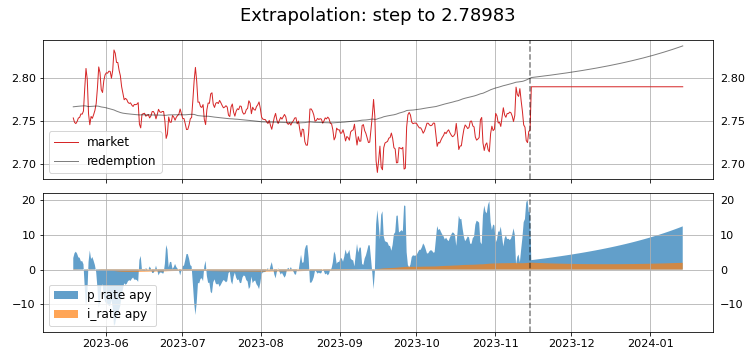 Extrapolation: step to 2.78983
2.80
2.75
2.70
2.80
2.75
2.70
market
redemption
20
10
0
−10
20
10
0
−10
p_rate apy
i_rate apy
2023-06 2023-07 2023-08 2023-09 2023-10 2023-11 2023-12 2024-01